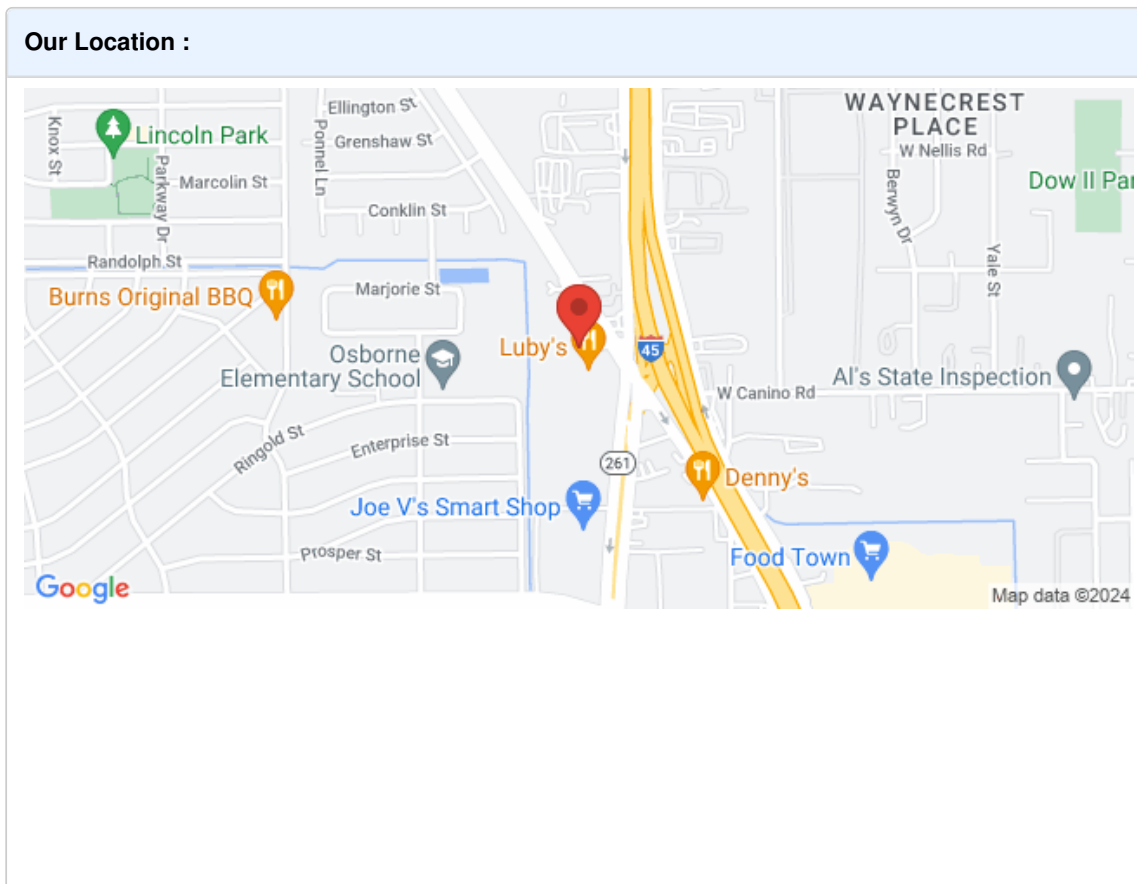 Our Location :
Ellington St
WAYNECREST
PLACE
Knox St
Lincoln Park
Ponnel Ln
Grenshaw St
W Nellis Rd
Parkway Dr
Marcolin St
Berwyn Dr
Dow II Par
Conklin St
Randolph St
Yale St
Burns Original BBQ
Marjorie St
Luby's
45
Osborne
Elementary School
Al's State Inspection
W Canino Rd
Ringold St
Enterprise St
261
Denny's
Joe V's Smart Shop
Prosper St
Food Town
Google
Map data ©2024